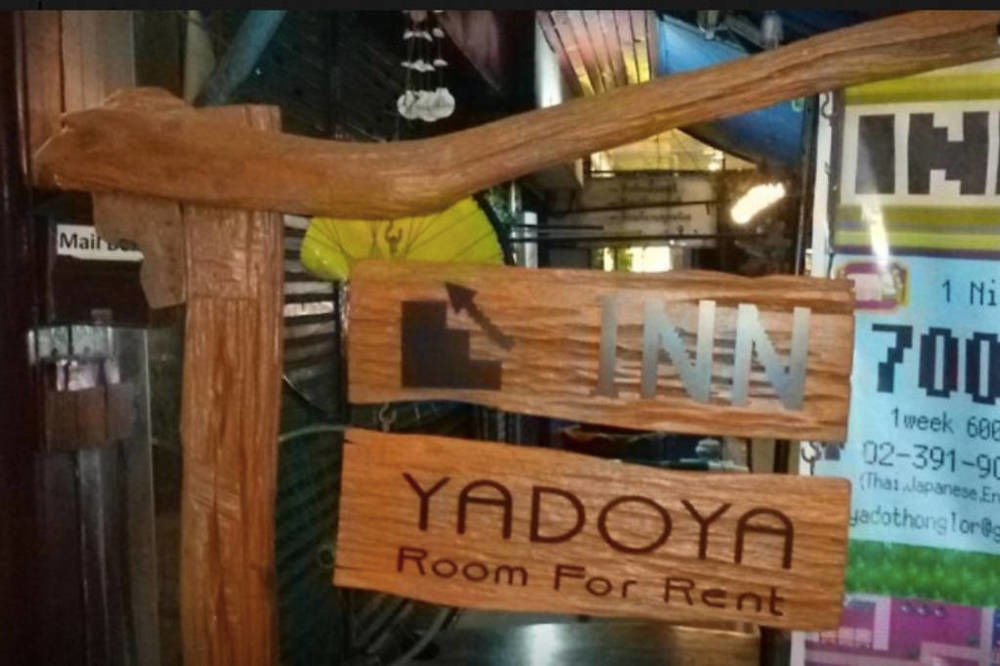 Mail
INN
YADOYA
Room For Rent
INN
1 Ni
700
1week 600
02-391-90
(Thai.Japanese.En
yadothonglor@g